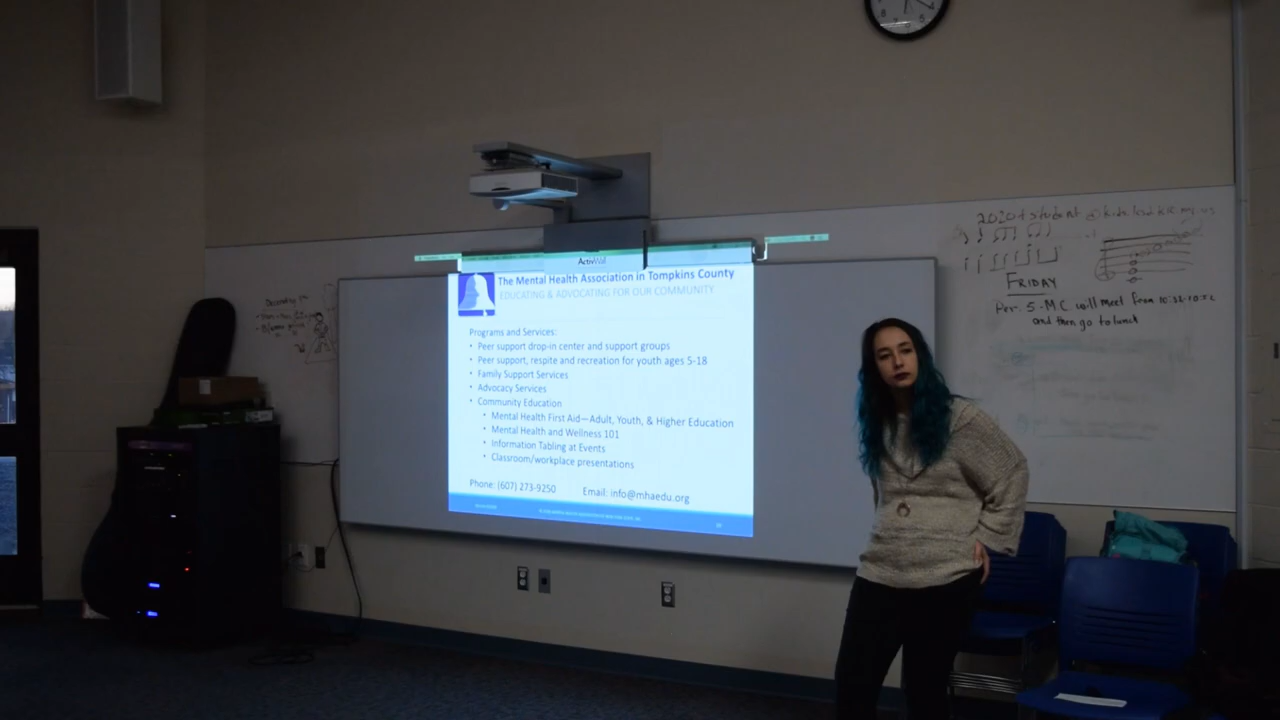 ActivWall
The Mental Health Association in Tompkins County
EDUCATING & ADVOCATING FOR OUR COMMUNITY
Programs and Services:
• Peer support drop-in center and support groups
• Peer support, respite and recreation for youth ages 5-18
• Family Support Services
• Advocacy Services
• Community Education
• Mental Health First Aid—Adult, Youth, & Higher Education
• Mental Health and Wellness 101
• Information Tabling at Events
• Classroom/workplace presentations
Phone: (607) 273-9250 Email: info@mhaedu.org
student @
FRIDAY
Per. 5-M.C. will meet from
and then go to lunch